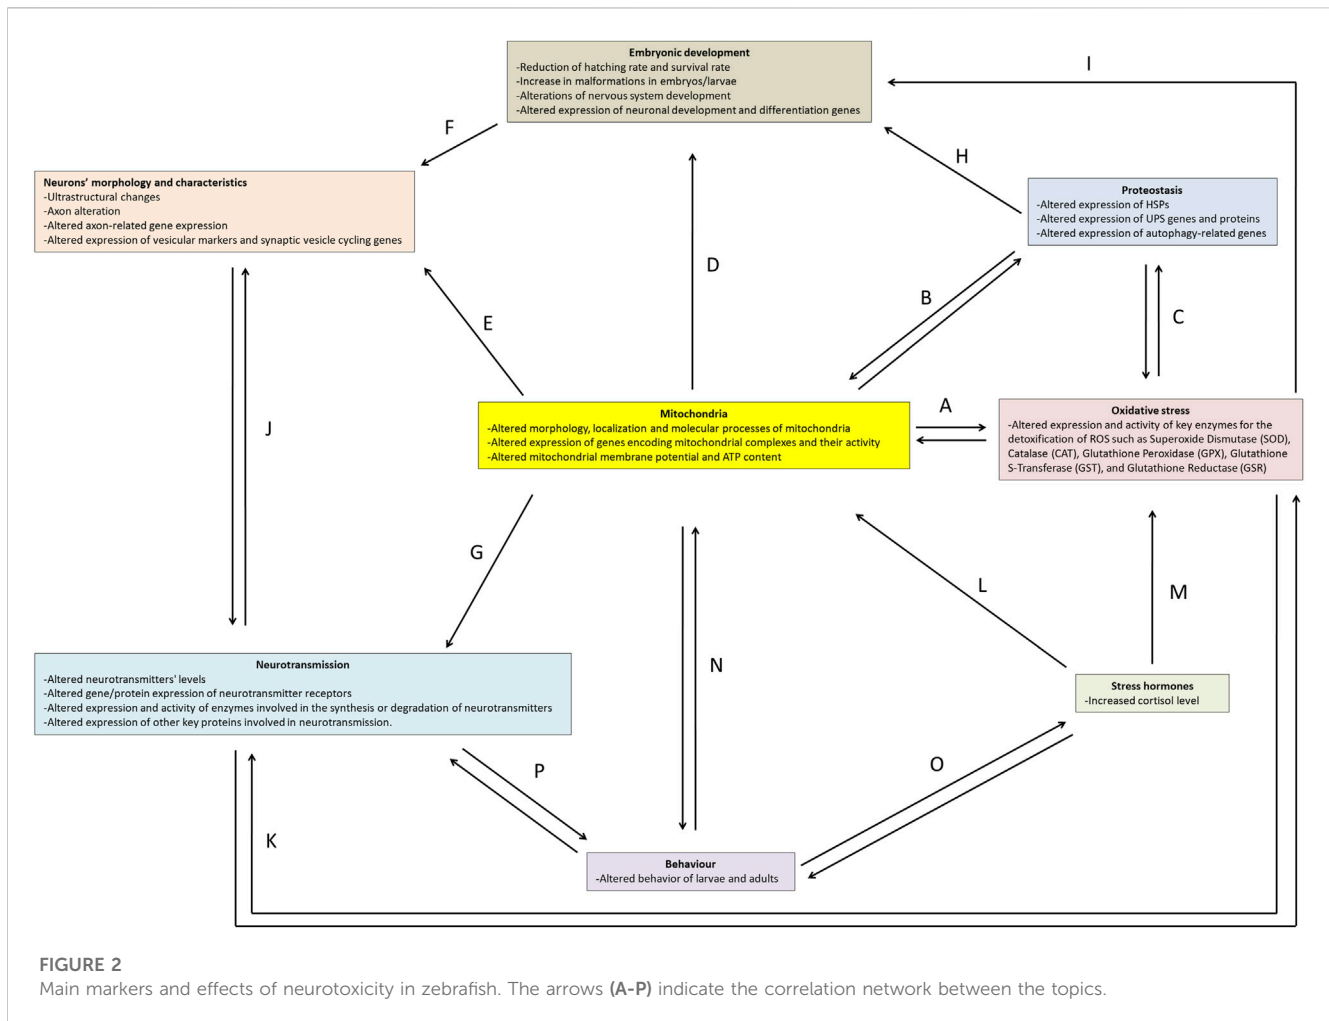 Embryonic development
-Reduction of hatching rate and survival rate
-Increase in malformations in embryos/larvae
-Alterations of nervous system development
-Altered expression of neuronal development and differentiation genes
I
F
H
Neurons’ morphology and characteristics
-Ultrastructural changes
-Axon alteration
-Altered axon-related gene expression
-Altered expression of vesicular markers and synaptic vesicle cycling genes
Proteostasis
-Altered expression of HSPs
-Altered expression of UPS genes and proteins
-Altered expression of autophagy-related genes
D
B
E
C
J
A
Mitochondria
-Altered morphology, localization and molecular processes of mitochondria
-Altered expression of genes encoding mitochondrial complexes and their activity
-Altered mitochondrial membrane potential and ATP content
Oxidative stress
-Altered expression and activity of key enzymes for the
detoxification of ROS such as Superoxide Dismutase (SOD),
Catalase (CAT), Glutathione Peroxidase (GPX), Glutathione
S-Transferase (GST), and Glutathione Reductase (GSR)
G
L
M
N
Neurotransmission
-Altered neurotransmitters' levels
-Altered gene/protein expression of neurotransmitter receptors
-Altered expression and activity of enzymes involved in the synthesis or degradation of neurotransmitters
-Altered expression of other key proteins involved in neurotransmission.
Stress hormones
-Increased cortisol level
P
O
K
Behaviour
-Altered behavior of larvae and adults
FIGURE 2
Main markers and effects of neurotoxicity in zebrafish. The arrows (A-P) indicate the correlation network between the topics.